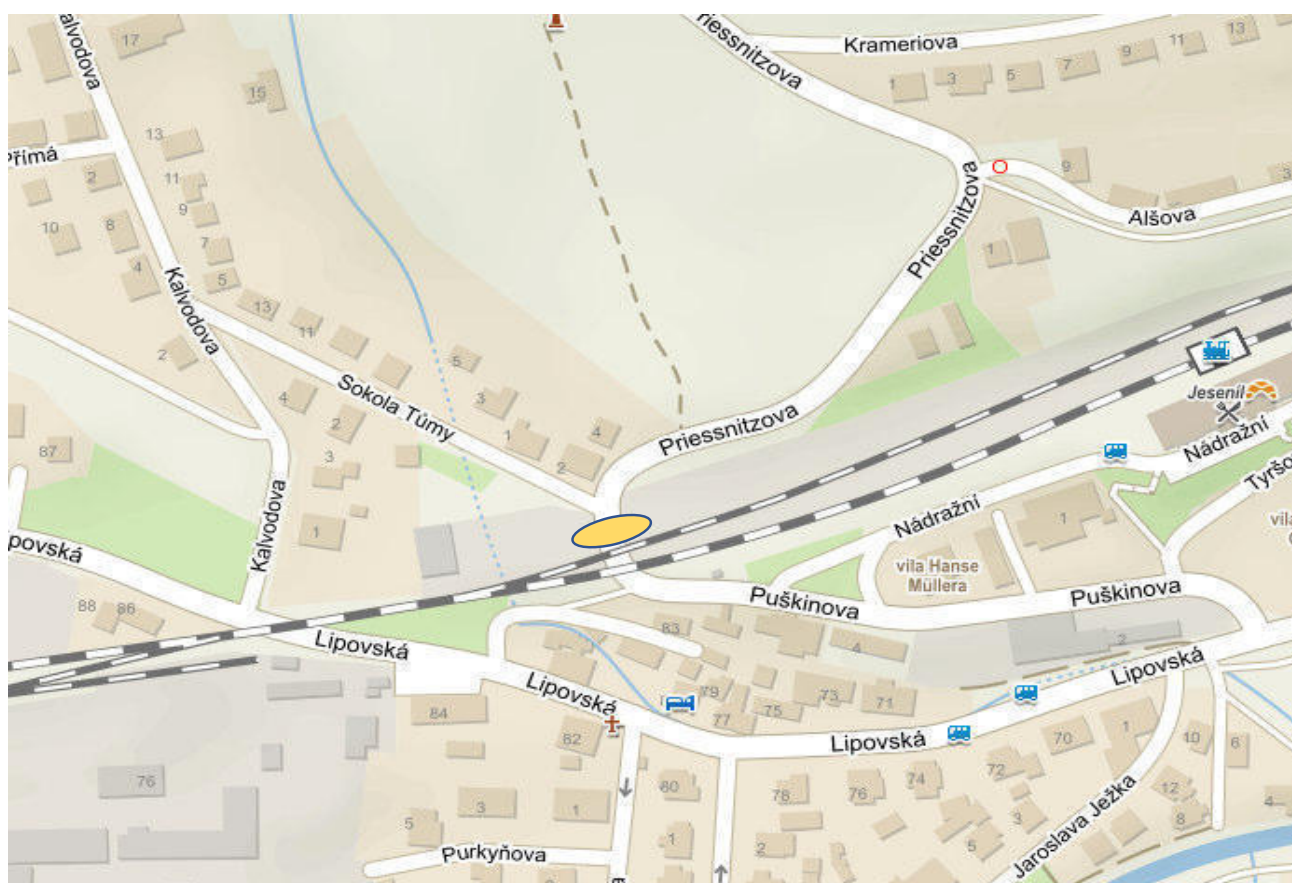 Kalvodova
17
15
13
Přímá
2
11
9
10
8
7
4
5
Kalvodova
13
11
2
Sokola Tůmy
5
3
1
4
2
4
2
3
1
87
Kalvodova
Lipovská
88
86
Priessnitzova
Krameriova
1
3
5
7
9
11
13
Priessnitzova
9
3
Alšova
1
Priessnitzova
Jeseník
Nádražní
Nádražní
1
vila Hanse
Müllera
Puškinova
Puškinova
2
83
4
79
77
75
73
71
Lipovská
Lipovská
Lipovská
Lipovská
84
82
80
76
3
1
5
Purkyňova
1
2
78
76
74
72
70
3
5
1
10
6
12
8
4
Jaroslava Ježka